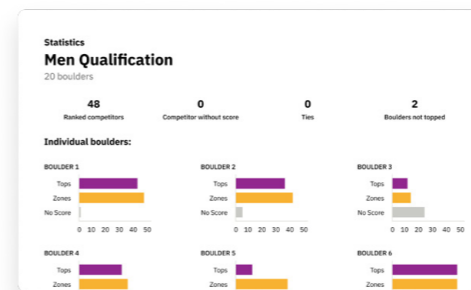 Statistics
Men Qualification
20 boulders
48 0 0 2
Ranked competitors Competitor without score Ties Boulders not topped
Individual boulders:
BOULDER 1 BOULDER 2 BOULDER 3
Tops Tops Tops
Zones Zones Zones
No Score No Score No Score
0 10 20 30 40 50 0 10 20 30 40 50 0 10 20 30 40 50
BOULDER 4 BOULDER 5 BOULDER 6
Tops Tops Tops
Zones Zones Zones